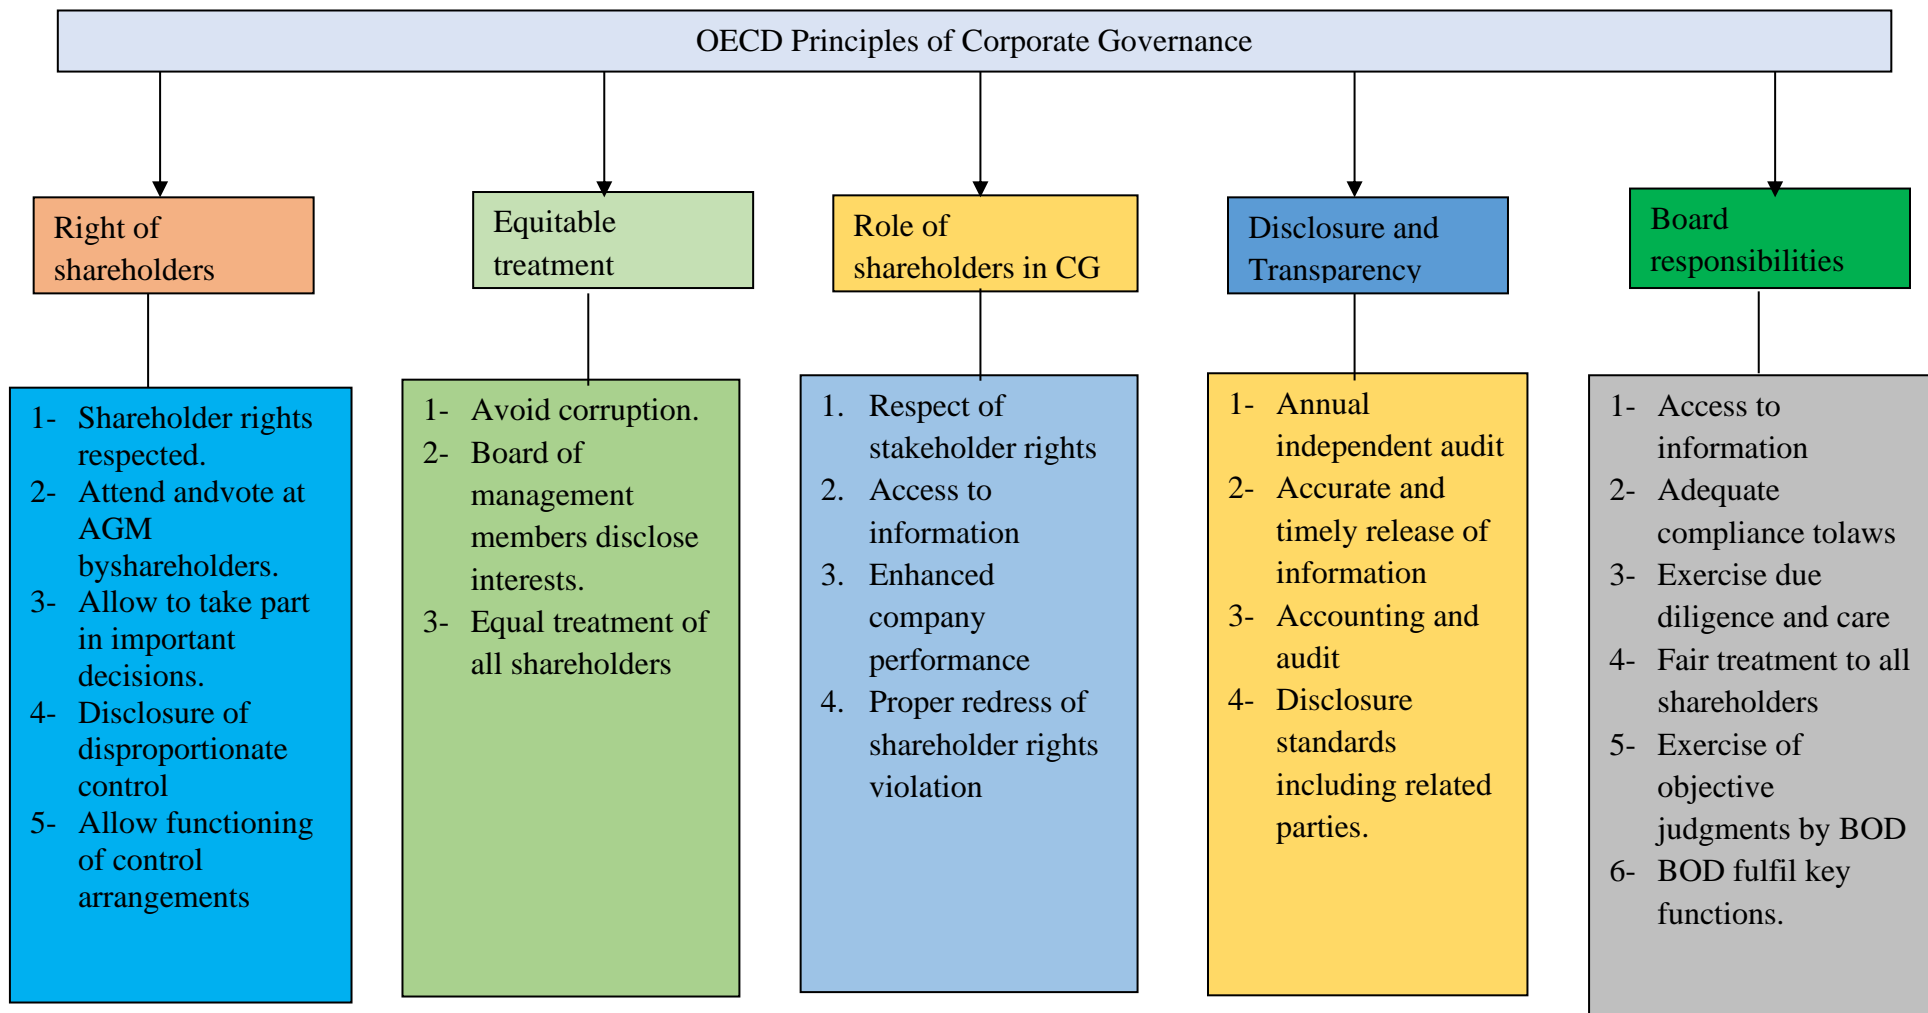 OECD Principles of Corporate Governance
Right of
shareholders
Equitable
treatment
Role of
shareholders in CG
Disclosure and
Transparency
Board
responsibilities
1- Shareholder rights
respected.
2- Attend andvote at
AGM
byshareholders.
3- Allow to take part
in important
decisions.
4- Disclosure of
disproportionate
control
5- Allow functioning
of control
arrangements
1- Avoid corruption.
2- Board of
management
members disclose
interests.
3- Equal treatment of
all shareholders
1. Respect of
stakeholder rights
2. Access to
information
3. Enhanced
company
performance
4. Proper redress of
shareholder rights
violation
1- Annual
independent audit
2- Accurate and
timely release of
information
3- Accounting and
audit
4- Disclosure
standards
including related
parties.
1- Access to
information
2- Adequate
compliance tolaws
3- Exercise due
diligence and care
4- Fair treatment to all
shareholders
5- Exercise of
objective
judgments by BOD
6- BOD fulfil key
functions.